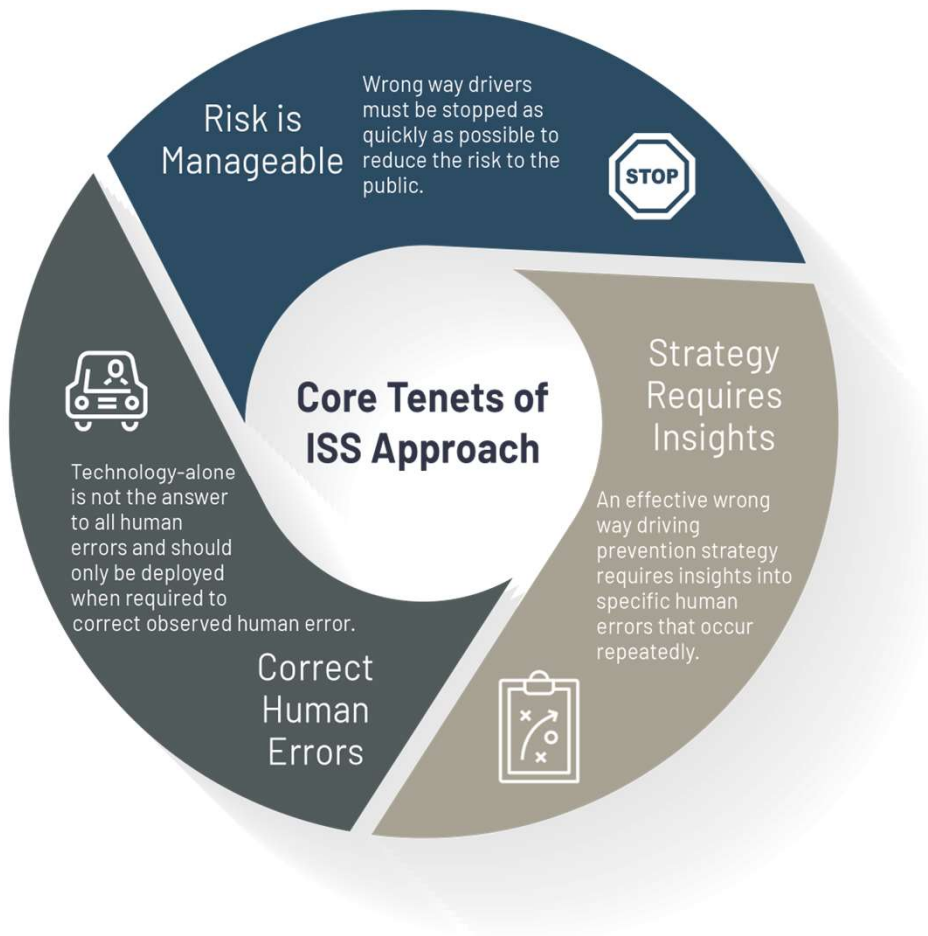 Risk is
Manageable
Wrong way drivers
must be stopped as
quickly as possible to
reduce the risk to the
public.
STOP
Core Tenets of
ISS Approach
Strategy
Requires
Insights
An effective wrong
way driving
prevention strategy
requires insights into
specific human
errors that occur
repeatedly.
Technology-alone
is not the answer
to all human
errors and should
only be deployed
when required to
correct observed human error.
Correct
Human
Errors